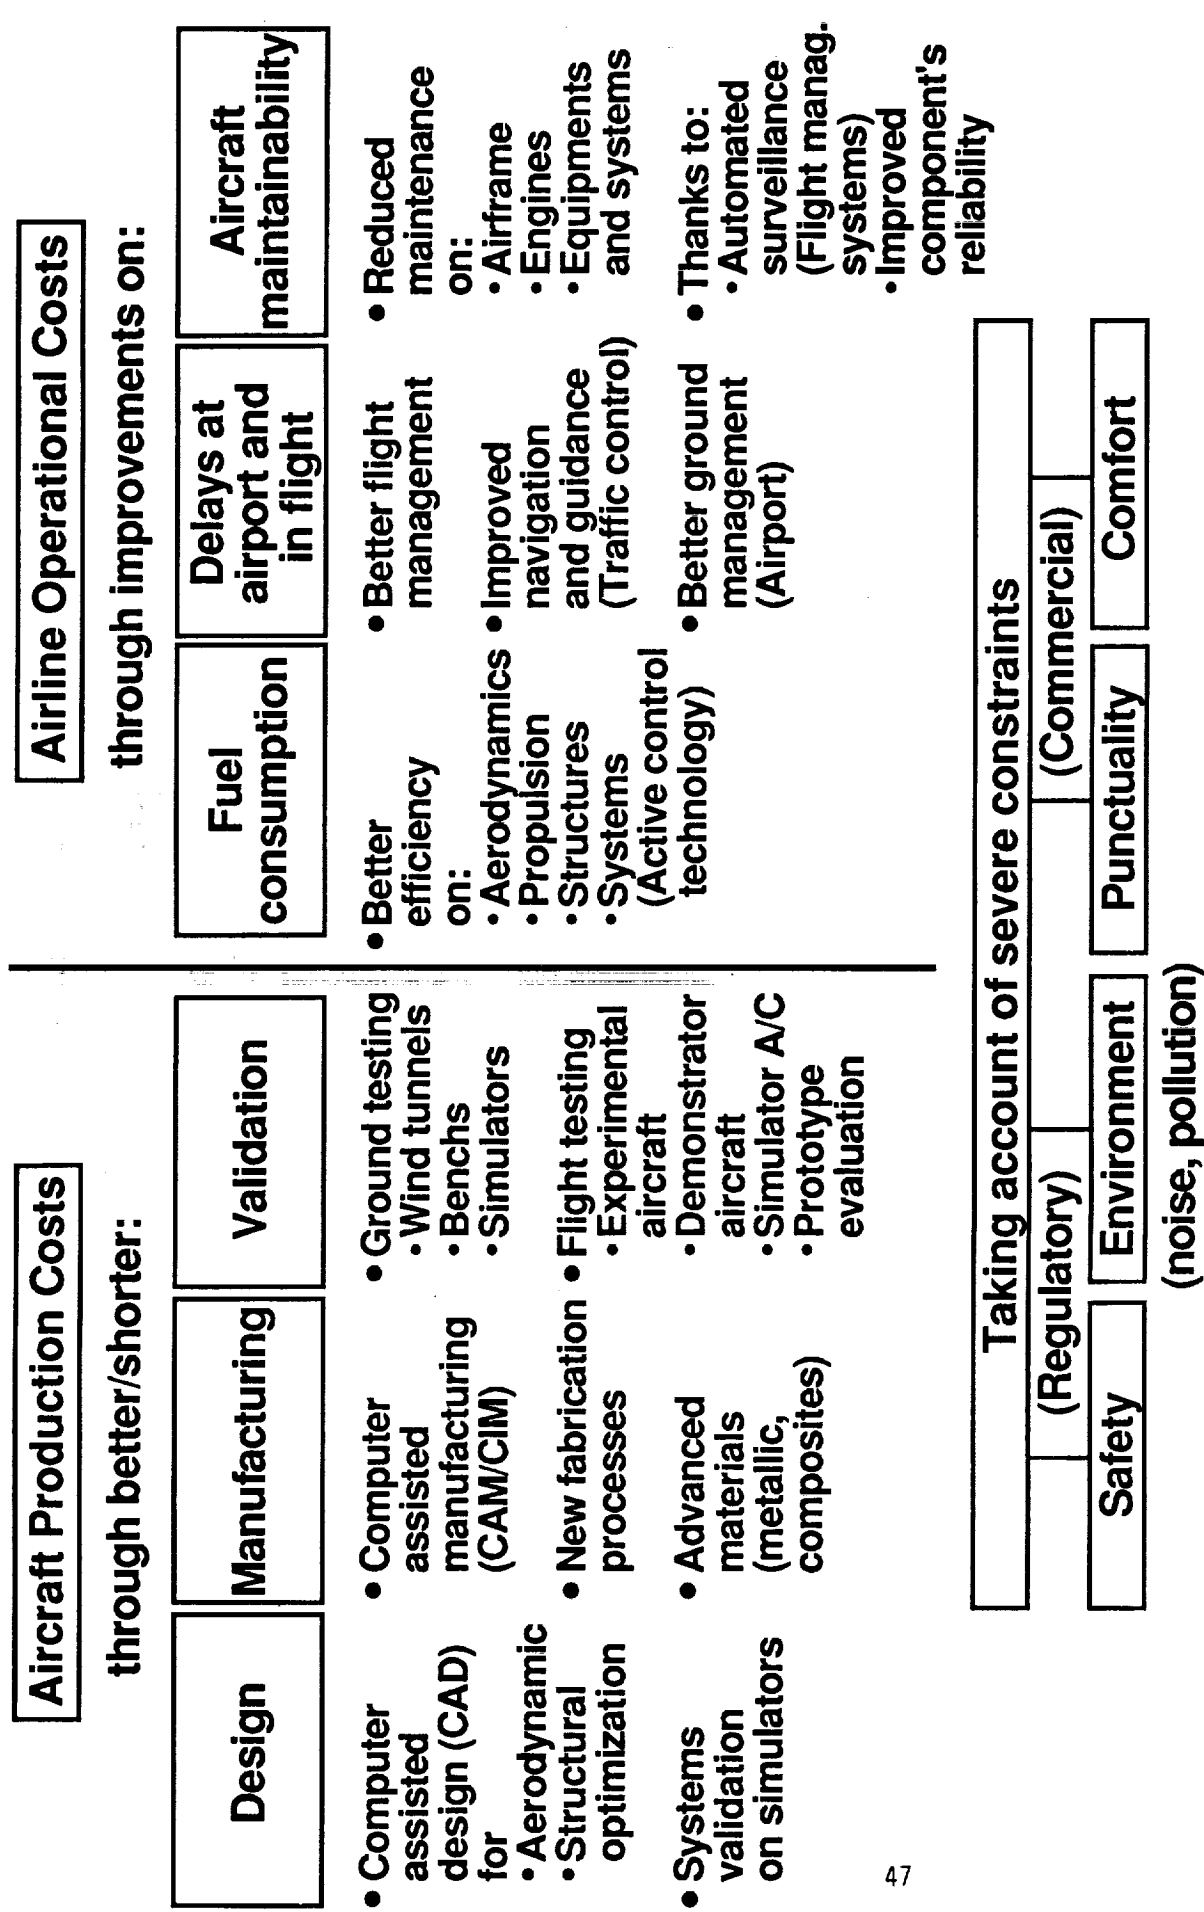 Aircraft Production Costs
through better/shorter:
Design
• Computer
assisted
design (CAD)
for
• Aerodynamic
• Structural
optimization
• Systems
validation
on simulators
Manufacturing
• Computer
assisted
manufacturing
(CAM/CIM)
• New fabrication
processes
• Advanced
materials
(metallic,
composites)
Validation
• Ground testing
• Wind tunnels
• Benchs
• Simulators
• Flight testing
• Experimental
aircraft
• Demonstrator
aircraft
• Simulator A/C
• Prototype
evaluation
Airline Operational Costs
through improvements on:
Fuel
consumption
• Better
efficiency
on:
• Aerodynamics
• Propulsion
• Structures
• Systems
(Active control
technology)
Delays at
airport and
in flight
• Better flight
management
• Improved
navigation
and guidance
(Traffic control)
• Better ground
management
(Airport)
Aircraft
maintainability
• Reduced
maintenance
on:
• Airframe
• Engines
• Equipments
and systems
• Thanks to:
• Automated
surveillance
(Flight manag.
systems)
• Improved
component's
reliability
Taking account of severe constraints
(Regulatory)
(Commercial)
Safety
Environment
Punctuality
Comfort
(noise, pollution)
47